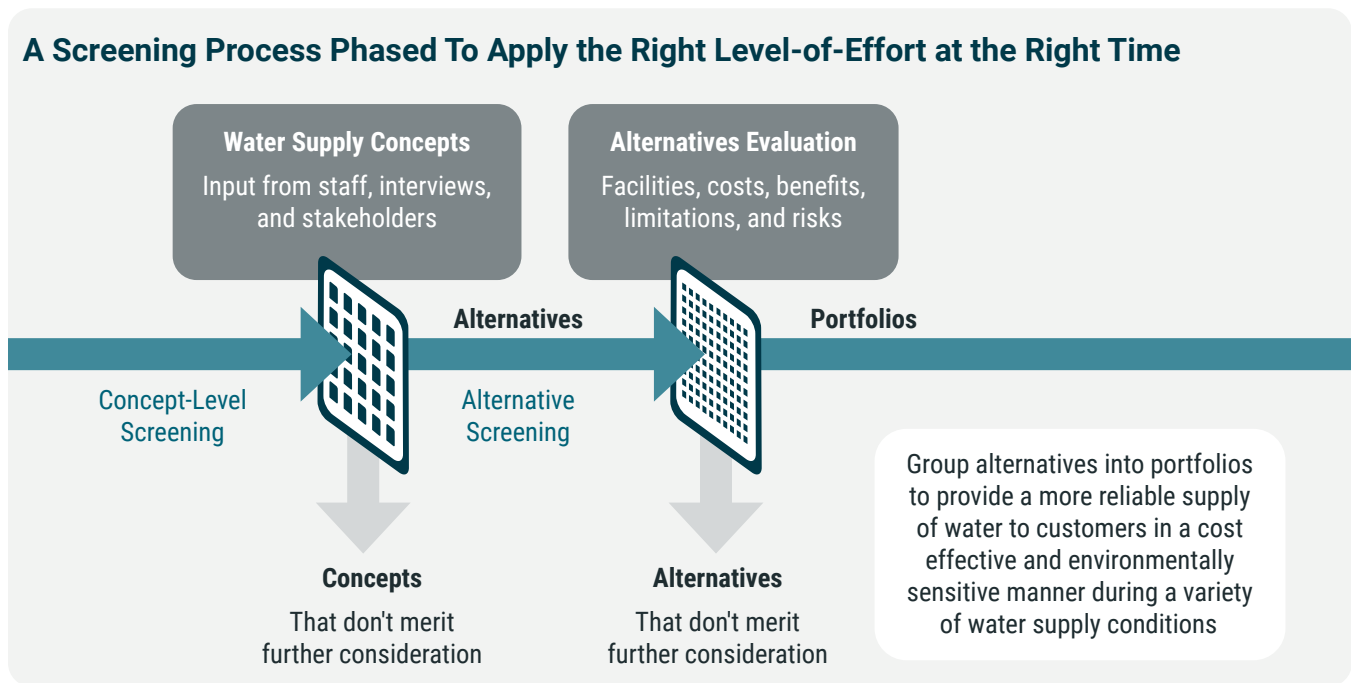 A Screening Process Phased To Apply the Right Level-of-Effort at the Right Time
Water Supply Concepts
Input from staff, interviews,
and stakeholders
Alternatives Evaluation
Facilities, costs, benefits,
limitations, and risks
Alternatives
Portfolios
Concept-Level
Screening
Alternative
Screening
Concepts
That don't merit
further consideration
Alternatives
That don't merit
further consideration
Group alternatives into portfolios
to provide a more reliable supply
of water to customers in a cost
effective and environmentally
sensitive manner during a variety
of water supply conditions